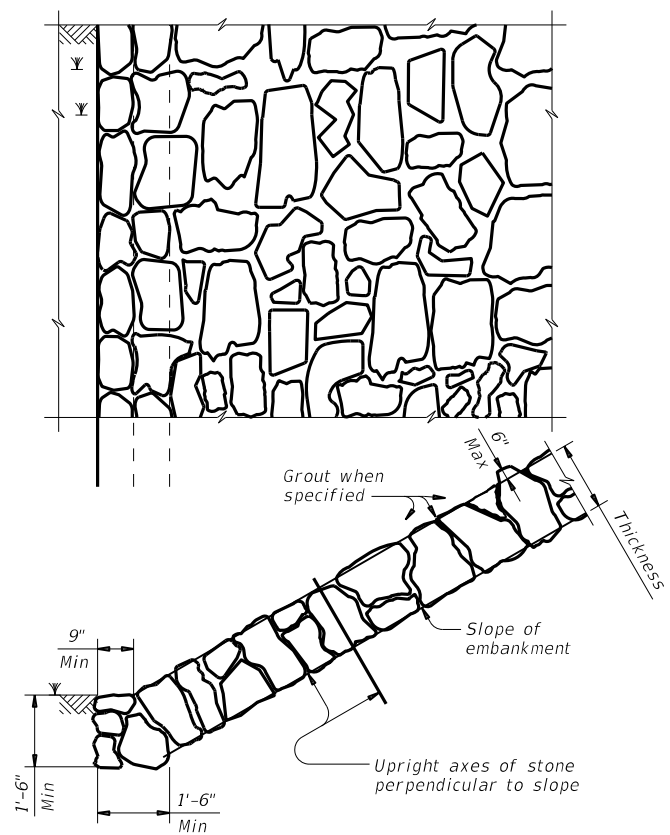 6"
Max
Grout when
specified
Thickness
9"
Min
Slope of
embankment
1'-6"
Min
Upright axes of stone
perpendicular to slope
1'-6"
Min